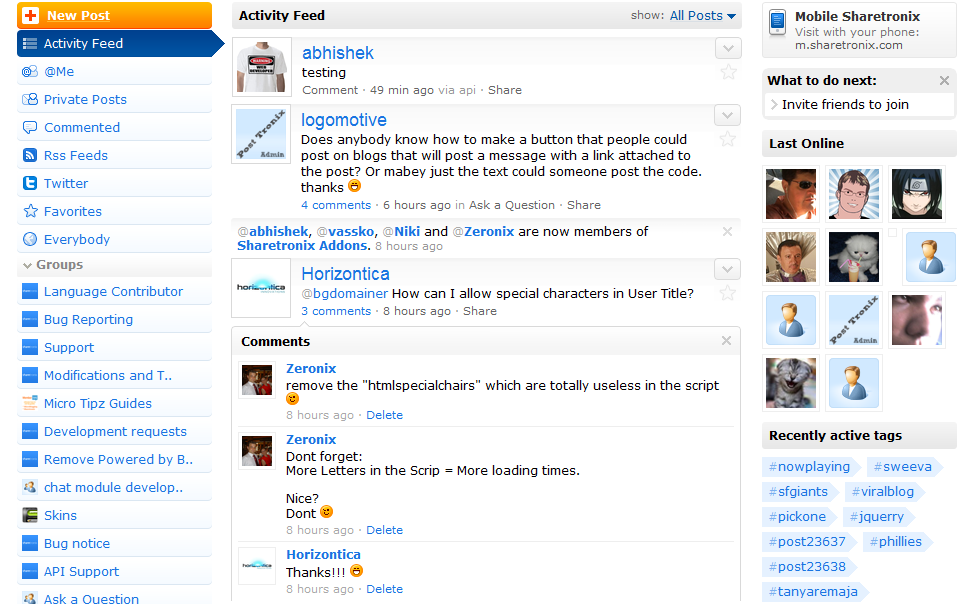 New Post
Activity Feed
@Me
Private Posts
Commented
Rss Feeds
Twitter
Favorites
Everybody
Groups
Language Contributor
Bug Reporting
Support
Modifications and T..
Micro Tipz Guides
Development requests
Remove Powered by B..
chat module develop..
Skins
Bug notice
API Support
Ask a Question
Activity Feed
show: All Posts
abhishek
testing
Comment · 49 min ago via api · Share
logomotive
Does anybody know how to make a button that people could
post on blogs that will post a message with a link attached to
the post? Or mabey just the text could someone post the code.
thanks
4 comments · 6 hours ago in Ask a Question · Share
@abhishek, @vassko, @Niki and @Zeronix are now members of
Sharetronix Addons. 8 hours ago
Horizontica
@bgdomainer How can I allow special characters in User Title?
3 comments · 8 hours ago · Share
Comments
Zeronix
remove the "htmlspecialchairs" which are totally useless in the script
8 hours ago · Delete
Zeronix
Dont forget:
More Letters in the Scrip = More loading times.
Nice?
Dont
8 hours ago · Delete
Horizontica
Thanks!!!
8 hours ago · Delete
Post Tronix
Admin
horizontica
Mobile Sharetronix
Visit with your phone:
m.sharetronix.com
What to do next:
Invite friends to join
Last Online
Post Tronix
Admin
Recently active tags
#nowplaying #sweeva
#sfgiants #viralblog
#pickone #jquerry
#post23637 #phillies
#post23638
#tanyaremaja